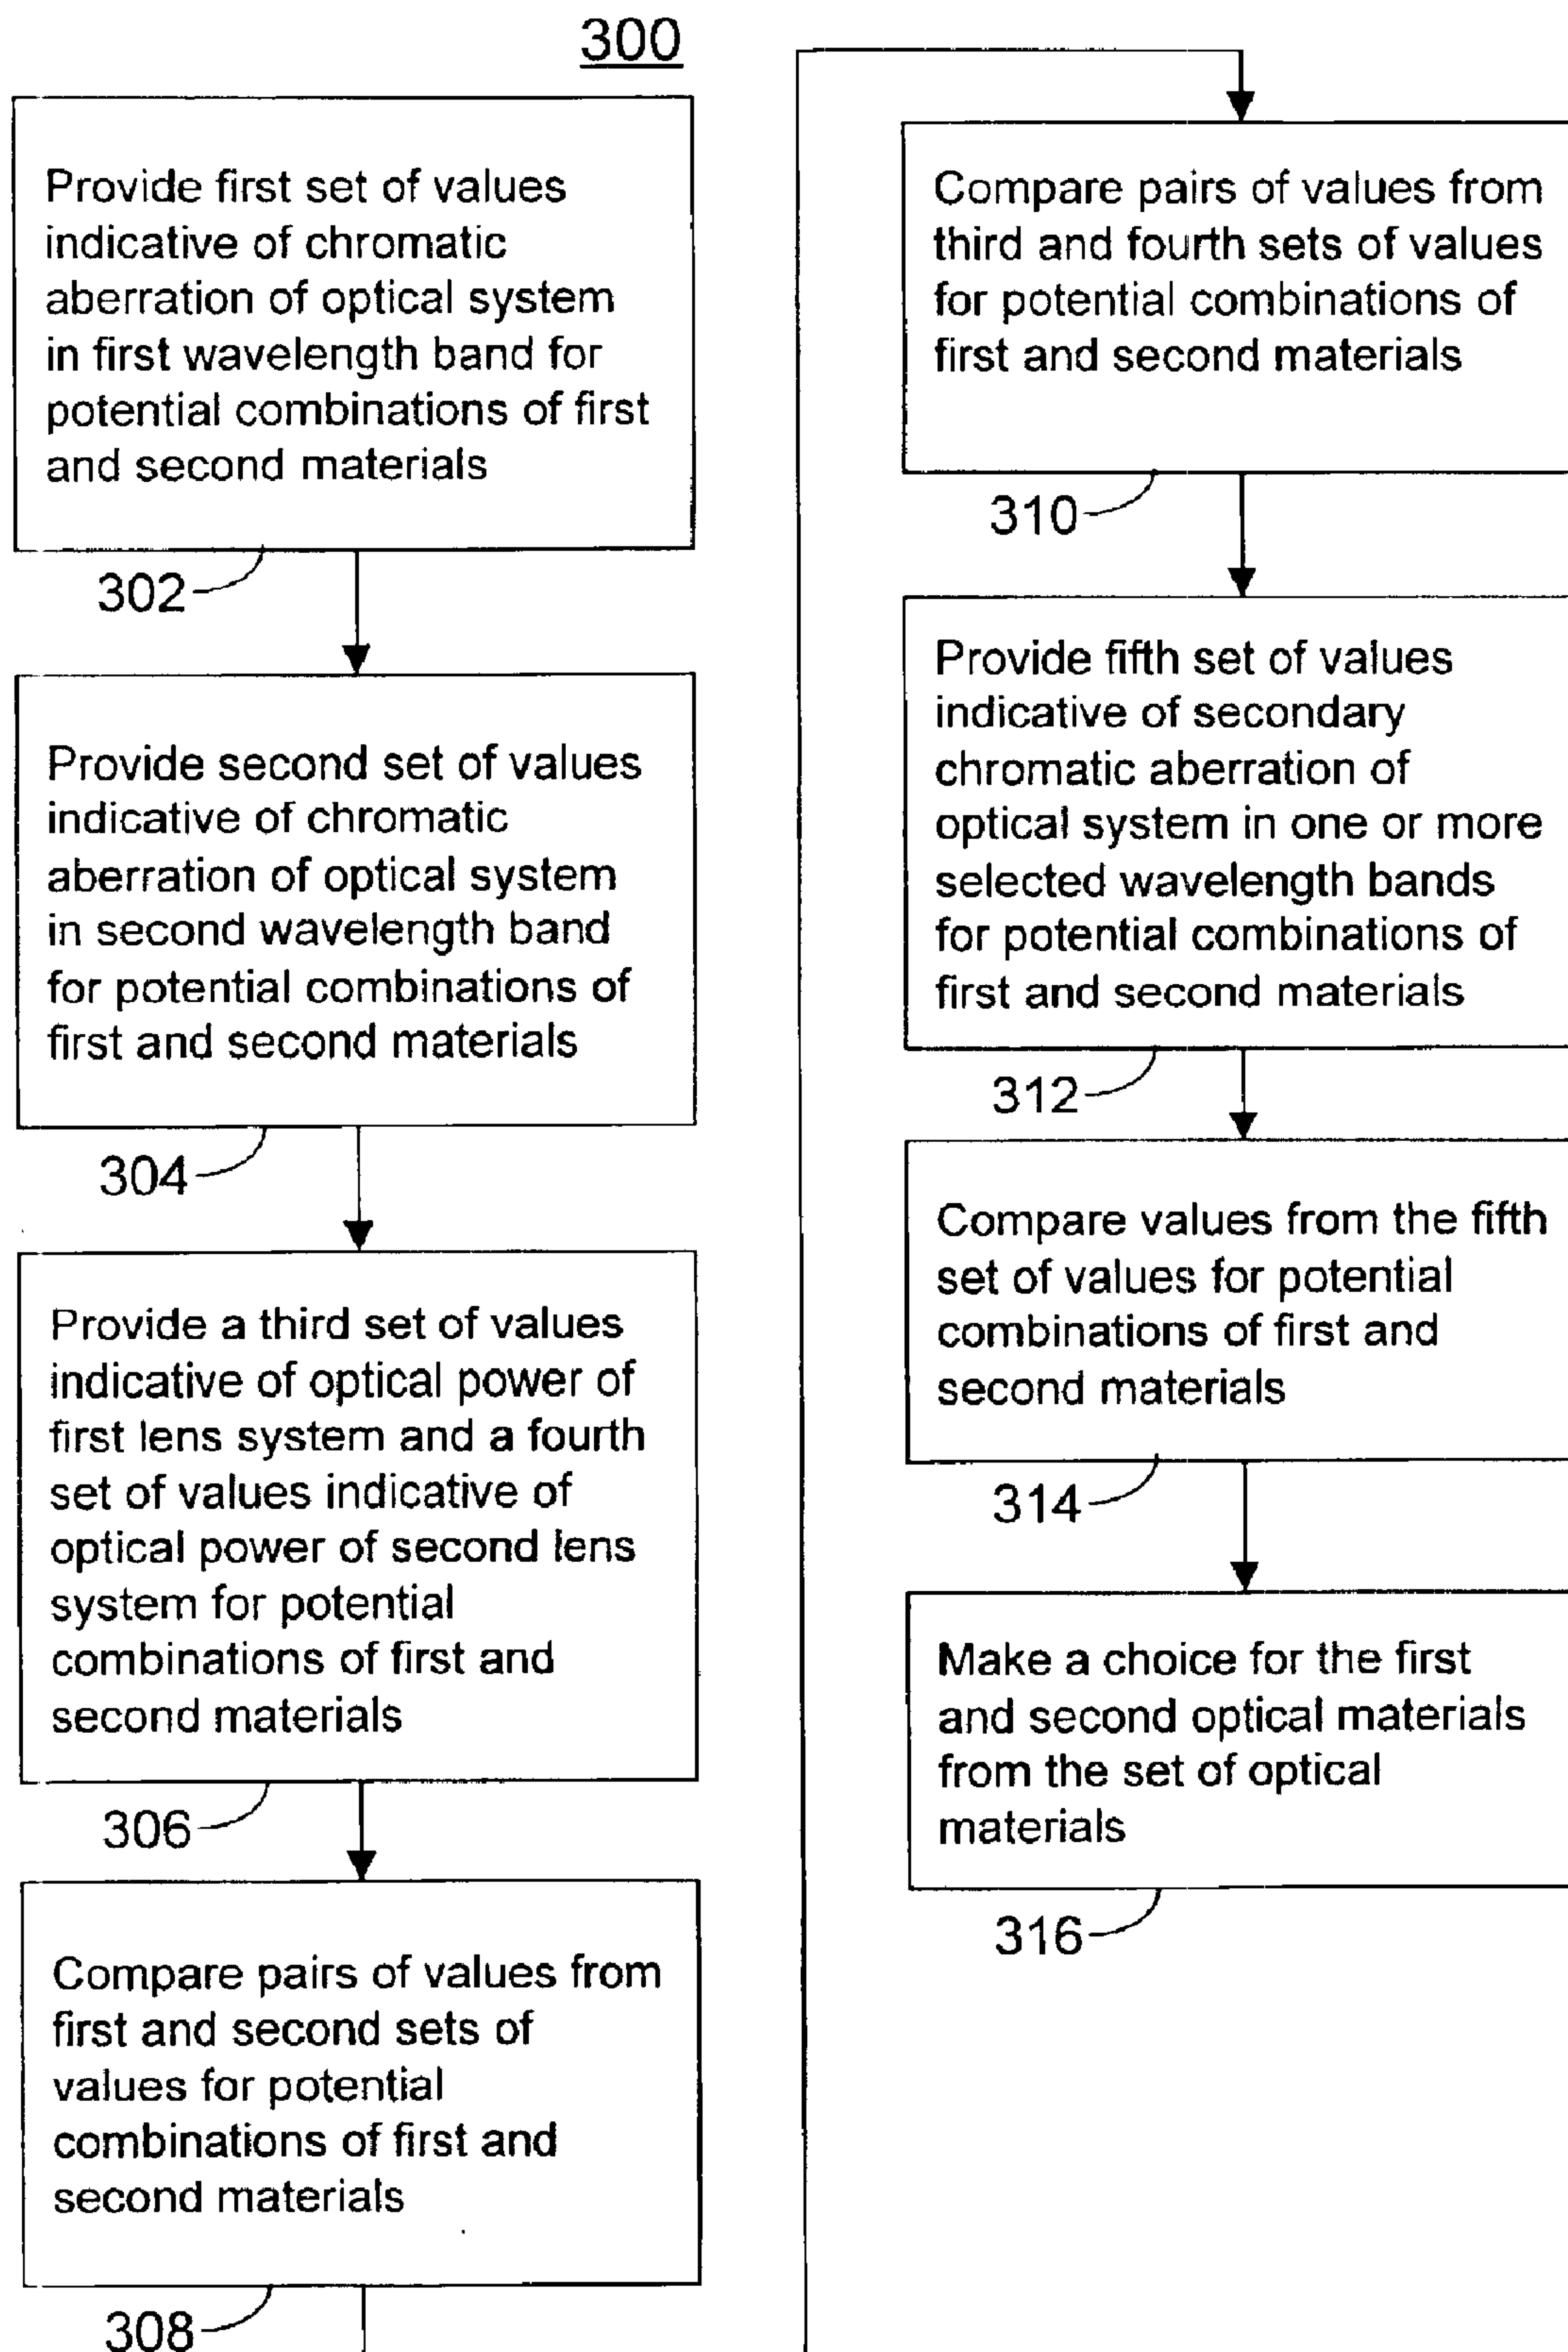 300
Provide first set of values
indicative of chromatic
aberration of optical system
in first wavelength band for
potential combinations of first
and second materials
302
Provide second set of values
indicative of chromatic
aberration of optical system
in second wavelength band
for potential combinations of
first and second materials
304
Provide a third set of values
indicative of optical power of
first lens system and a fourth
set of values indicative of
optical power of second lens
system for potential
combinations of first and
second materials
306
Compare pairs of values from
first and second sets of
values for potential
combinations of first and
second materials
308
Compare pairs of values from
third and fourth sets of values
for potential combinations of
first and second materials
310
Provide fifth set of values
indicative of secondary
chromatic aberration of
optical system in one or more
selected wavelength bands
for potential combinations of
first and second materials
312
Compare values from the fifth
set of values for potential
combinations of first and
second materials
314
Make a choice for the first
and second optical materials
from the set of optical
materials
316